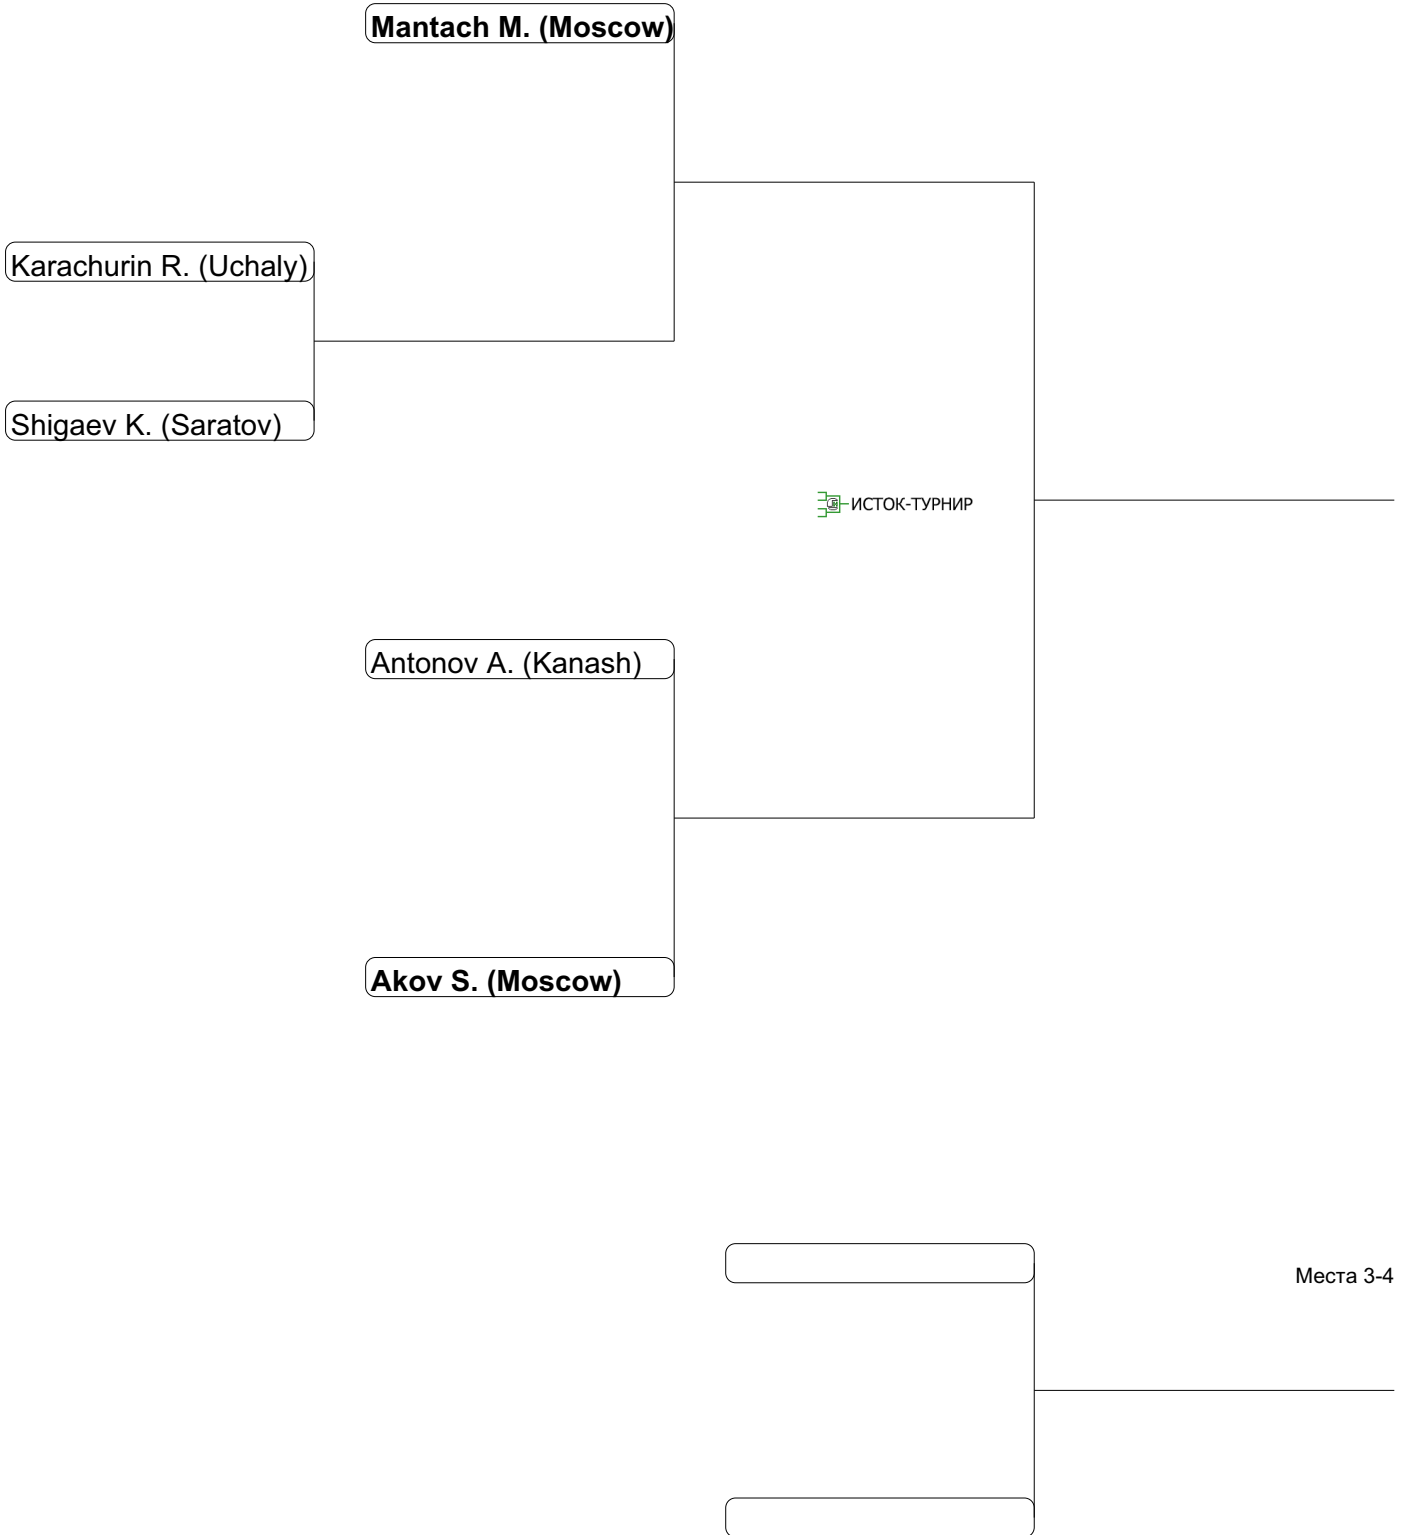 Mantach M. (Moscow)
Karachurin R. (Uchaly)
Shigaev K. (Saratov)
ИСТОК-ТУРНИР
Antonov A. (Kanash)
Akov S. (Moscow)
Места 3-4